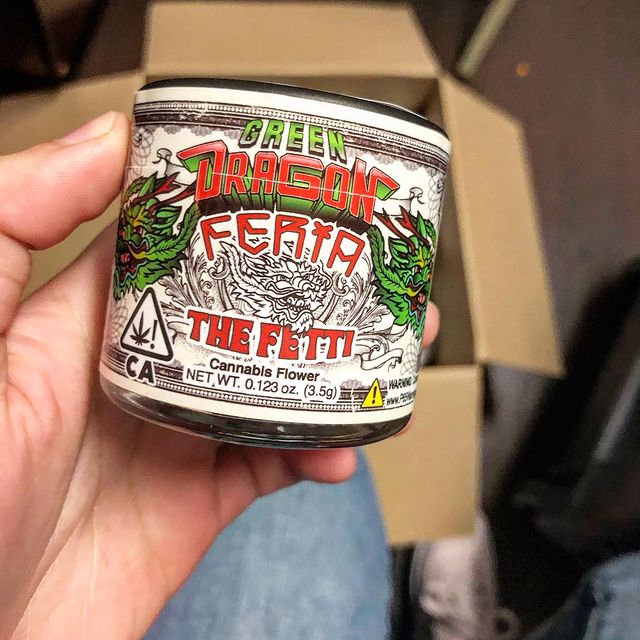 GREEN
DRAGON
FERIA
THE FETTI
Cannabis Flower
NET, WT. 0.123 oz. (3.5g)
CA
WARNING